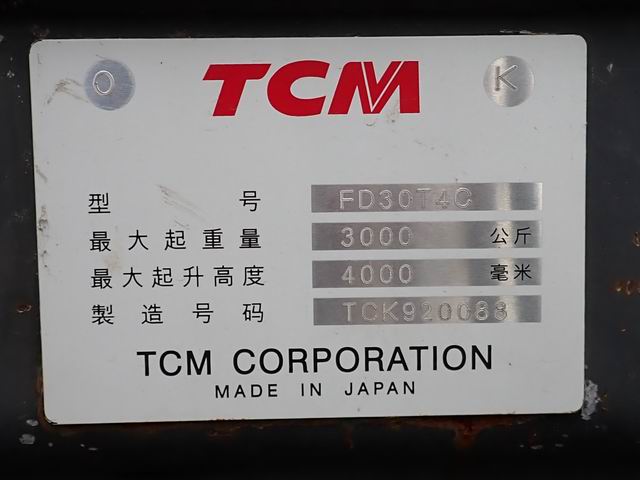 O TCM K
型号 FD30T4C
最大起重量 3000 公斤
最大起升高度 4000 毫米
製造号码 TCK920088
TCM CORPORATION
MADE IN JAPAN